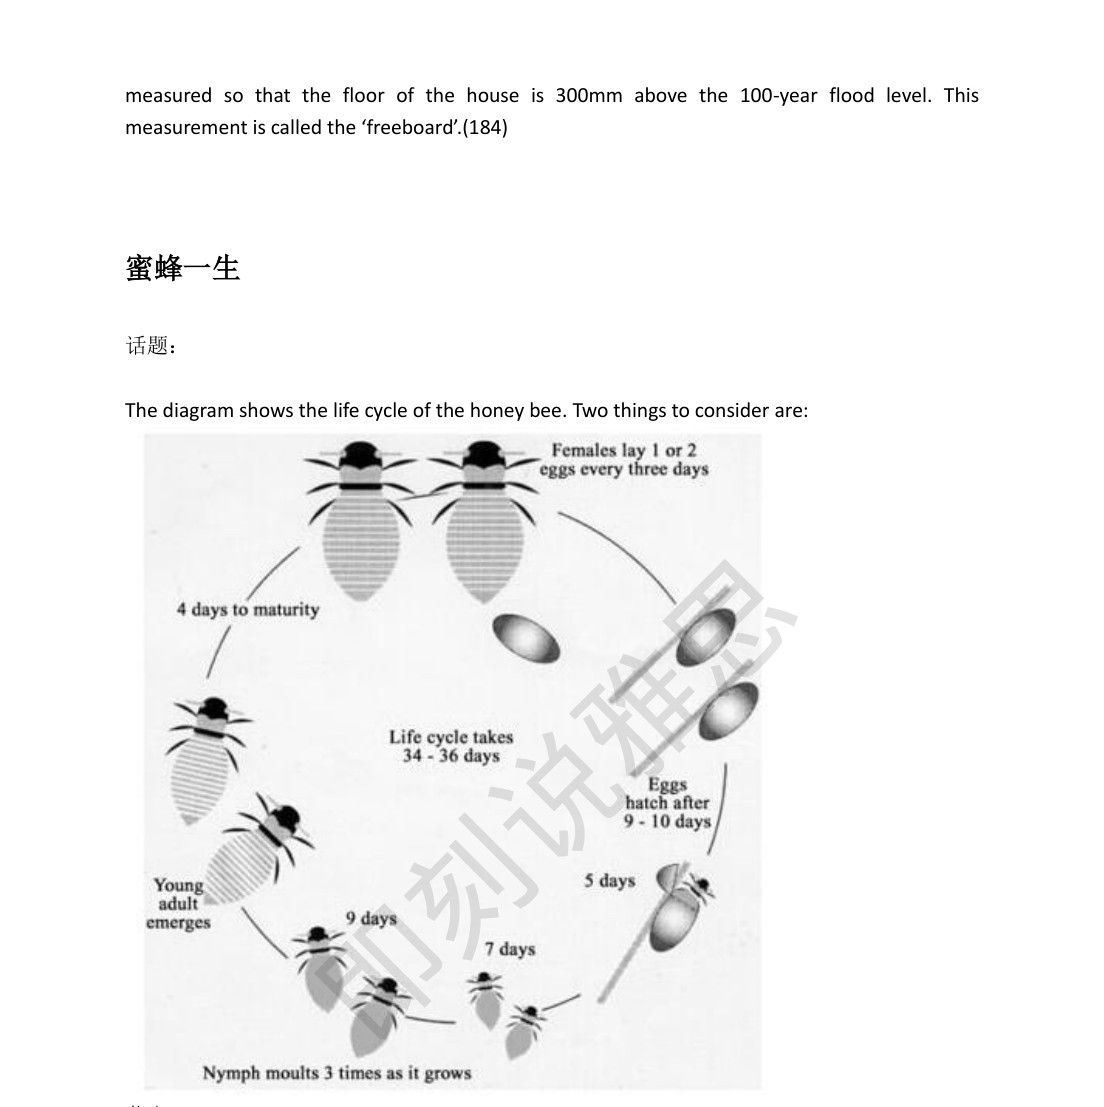 measured so that the floor of the house is 300mm above the 100-year flood level. This
measurement is called the ‘freeboard’.(184)
蜜蜂一生
话题：
The diagram shows the life cycle of the honey bee. Two things to consider are:
Females lay 1 or 2
eggs every three days
4 days to maturity
Life cycle takes
34 - 36 days
Eggs
hatch after
9 - 10 days
5 days
Young
adult
emerges
9 days
7 days
Nymph moults 3 times as it grows
即刻说雅思